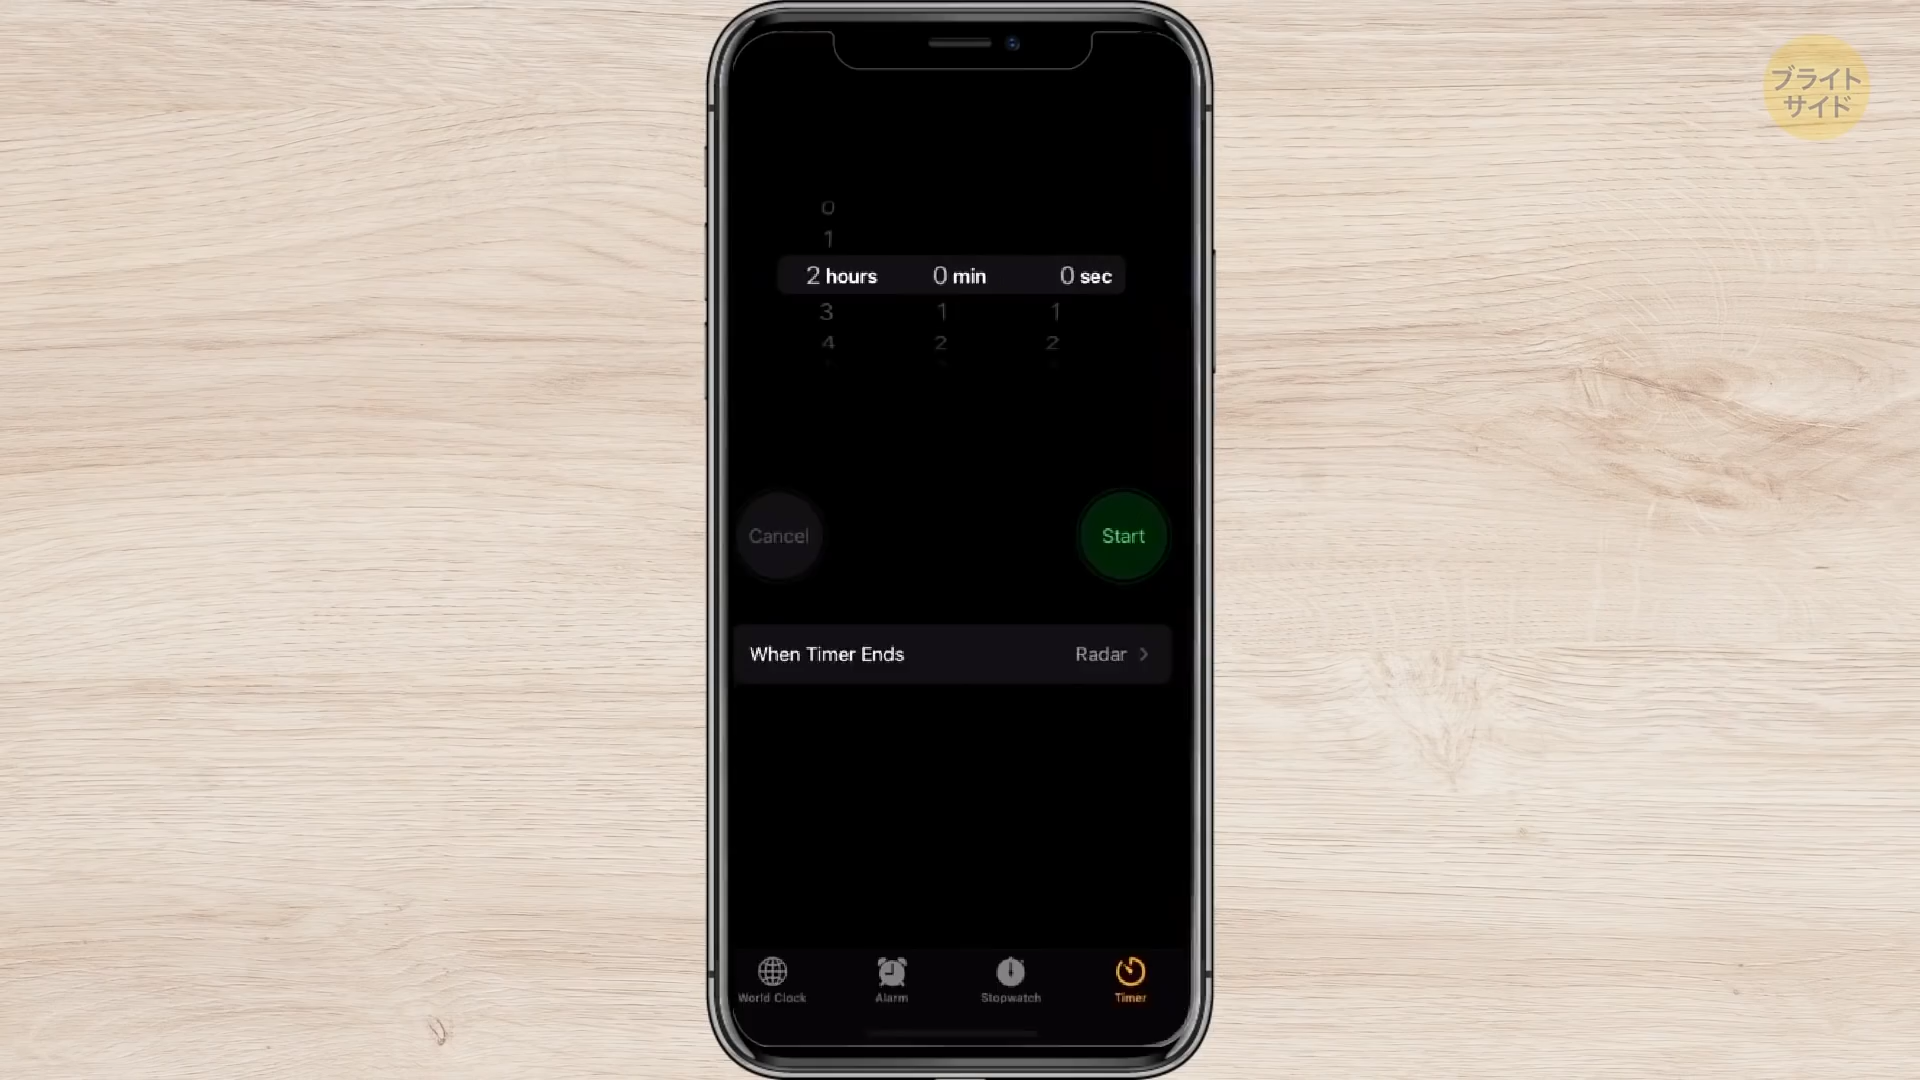 ブライト
サイド
0
1
2 hours 0 min 0 sec
3 1 1
4 2 2
Cancel Start
When Timer Ends Radar
World Clock Alarm Stopwatch Timer